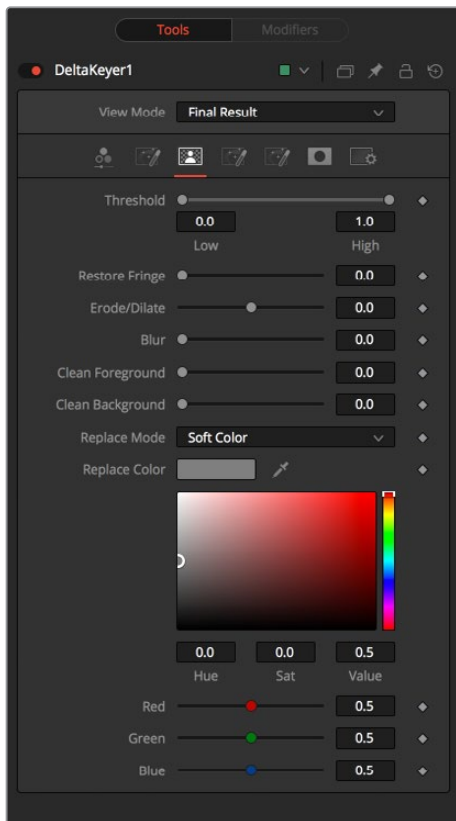 Tools Modifiers
DeltaKeyer1
View Mode Final Result
Threshold
0.0 1.0
Low High
Restore Fringe 0.0
Erode/Dilate 0.0
Blur 0.0
Clean Foreground 0.0
Clean Background 0.0
Replace Mode Soft Color
Replace Color
0.0 0.0 0.5
Hue Sat Value
Red 0.5
Green 0.5
Blue 0.5